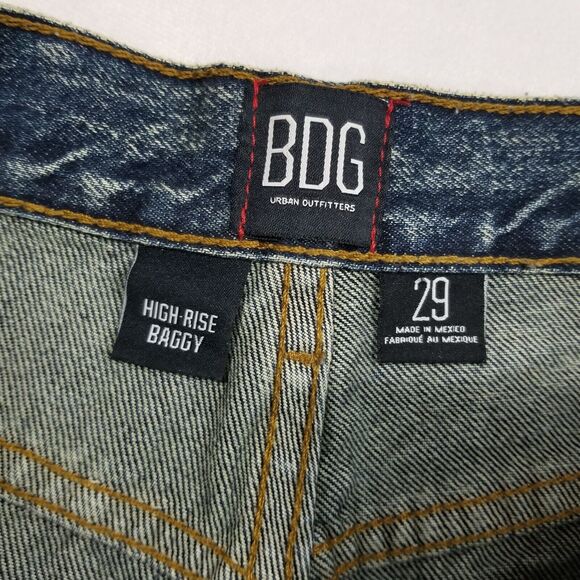 BDG
URBAN OUTFITTERS
HIGH-RISE
BAGGY
29
MADE IN MEXICO
FABRIQUÉ AU MEXIQUE